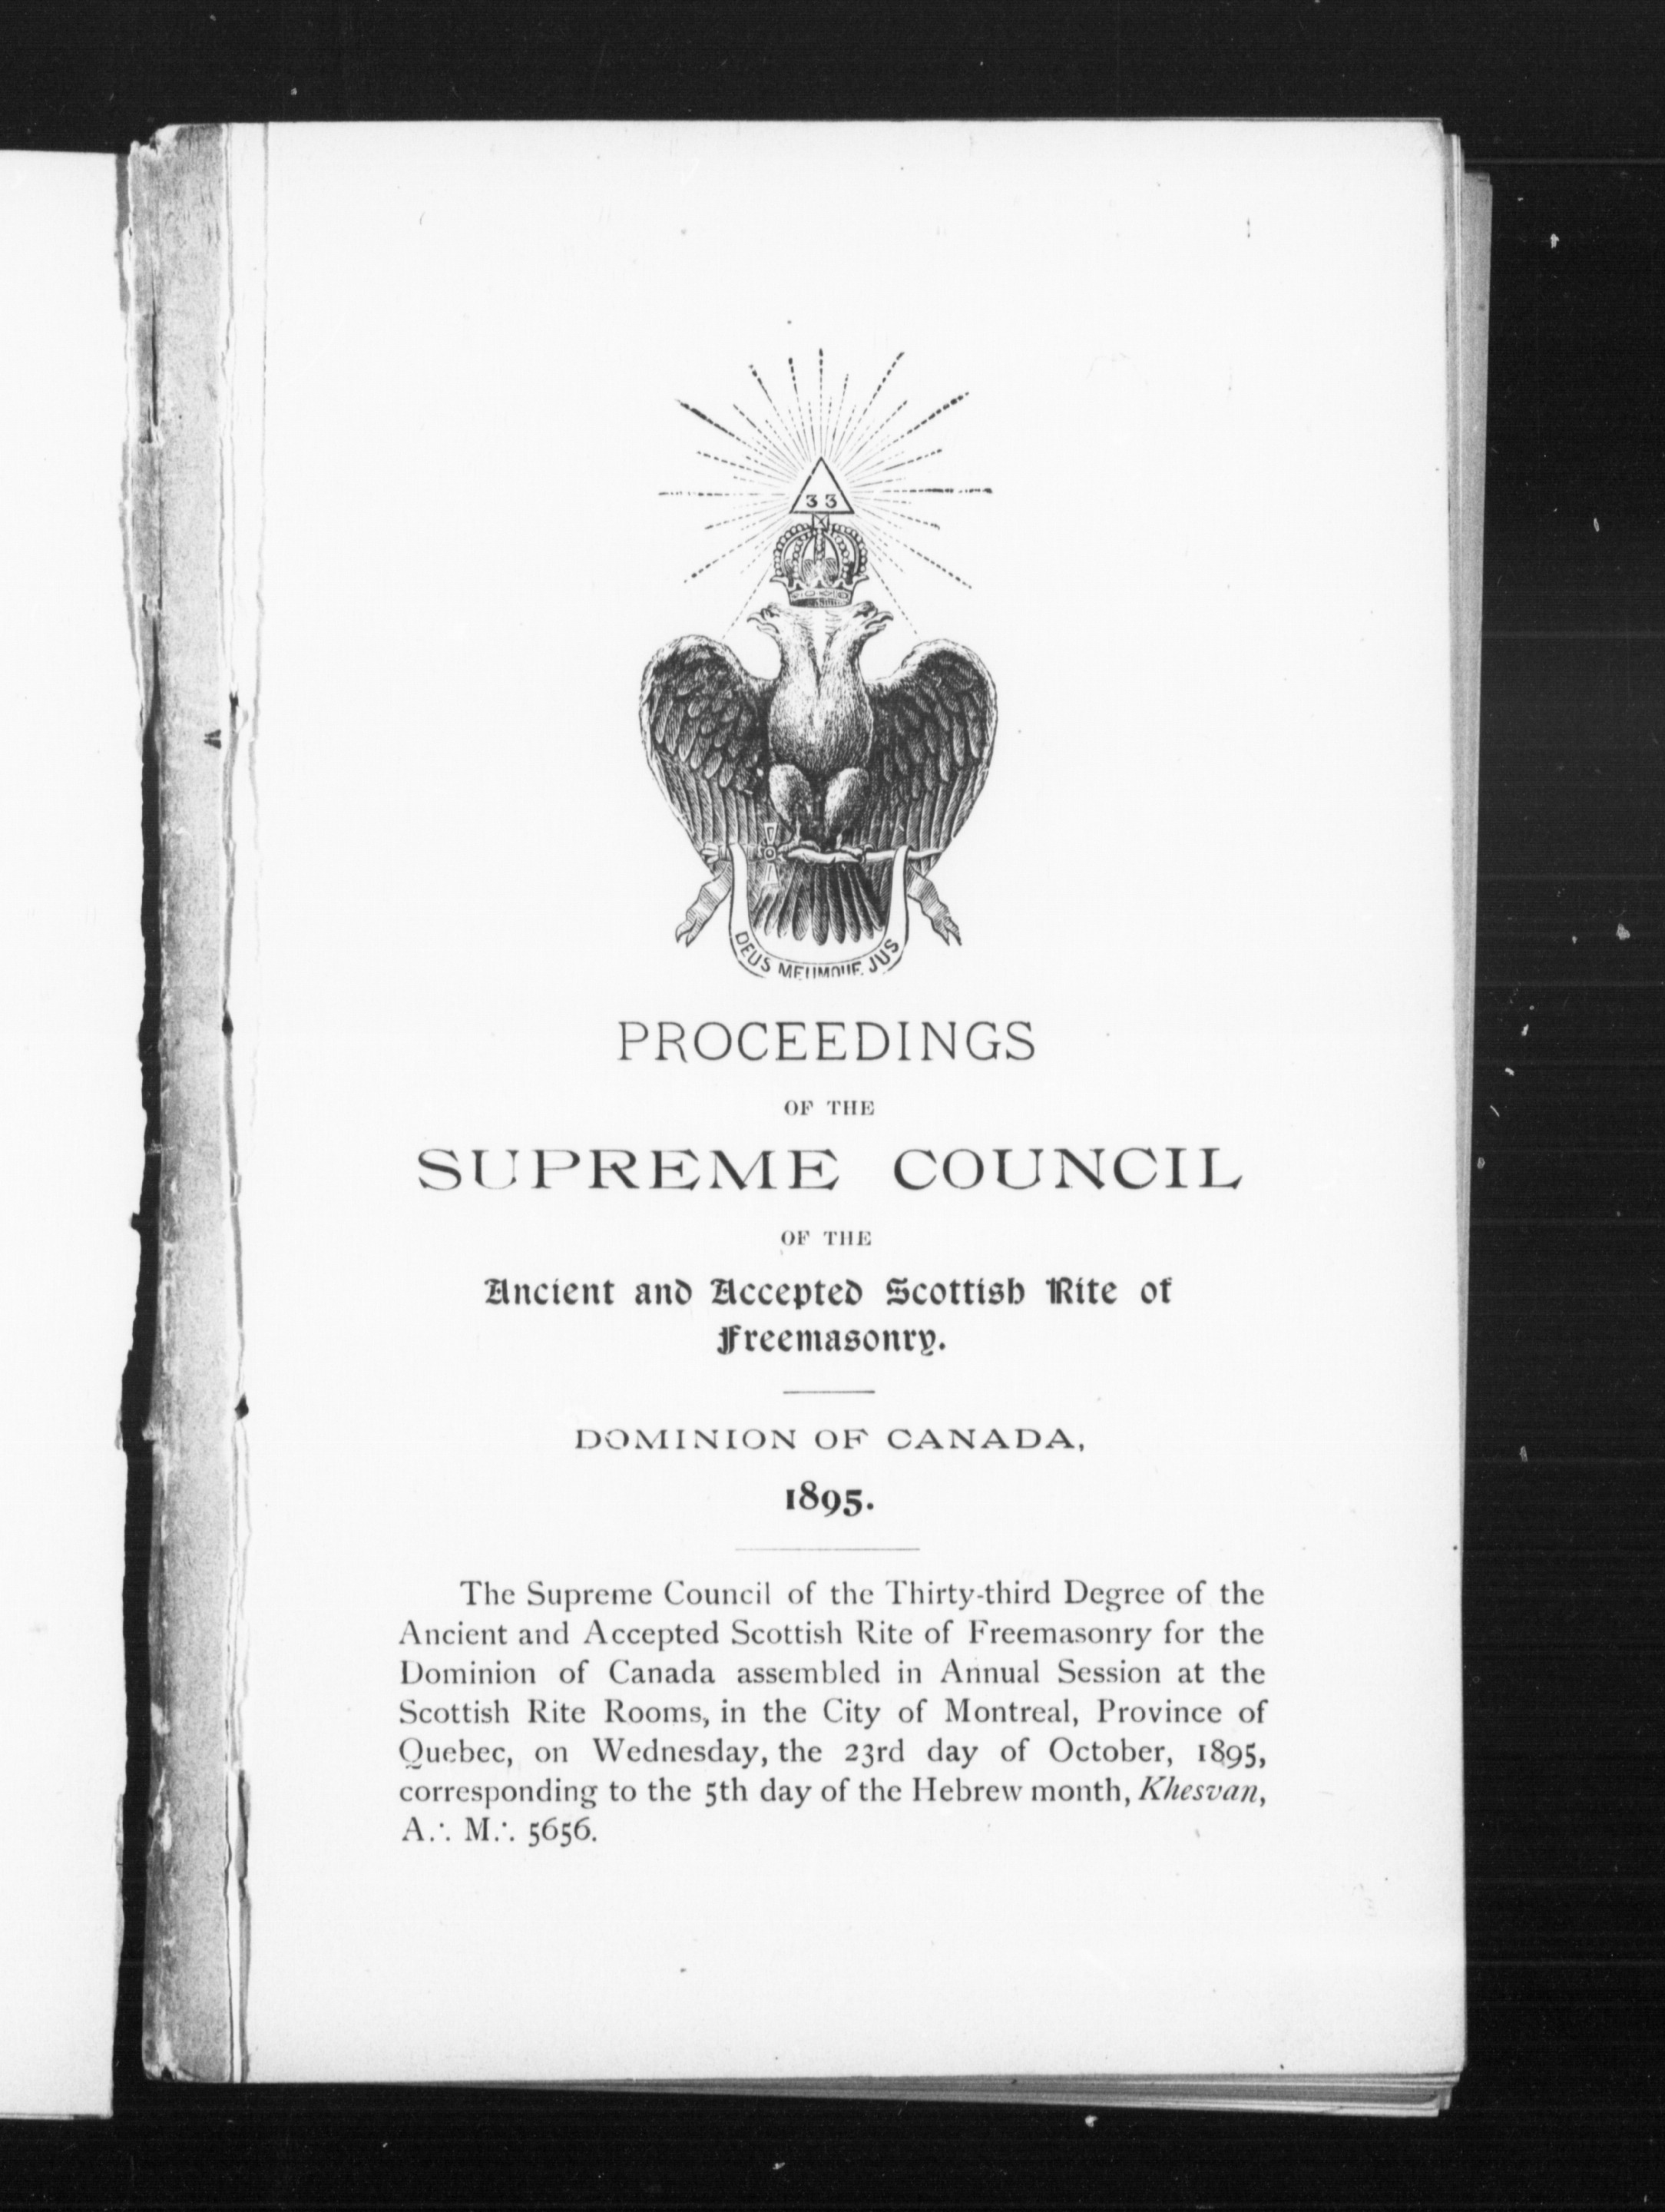 33
DEUS MEUMQUE JUS
PROCEEDINGS
OF THE
SUPREME COUNCIL
OF THE
Ancient and Accepted Scottish Rite of
Freemasonry.
DOMINION OF CANADA,
1895.
The Supreme Council of the Thirty-third Degree of the
Ancient and Accepted Scottish Rite of Freemasonry for the
Dominion of Canada assembled in Annual Session at the
Scottish Rite Rooms, in the City of Montreal, Province of
Quebec, on Wednesday, the 23rd day of October, 1895,
corresponding to the 5th day of the Hebrew month, Khesvan,
A.∴ M.∴ 5656.